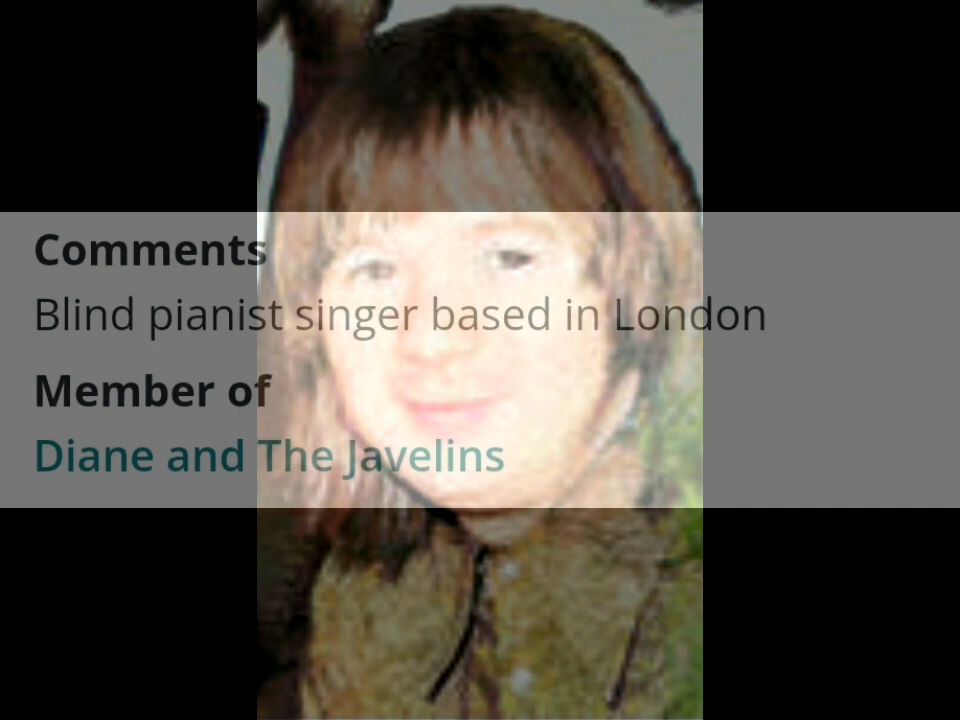 Comments
Blind pianist singer based in London
Member of
Diane and The Javelins